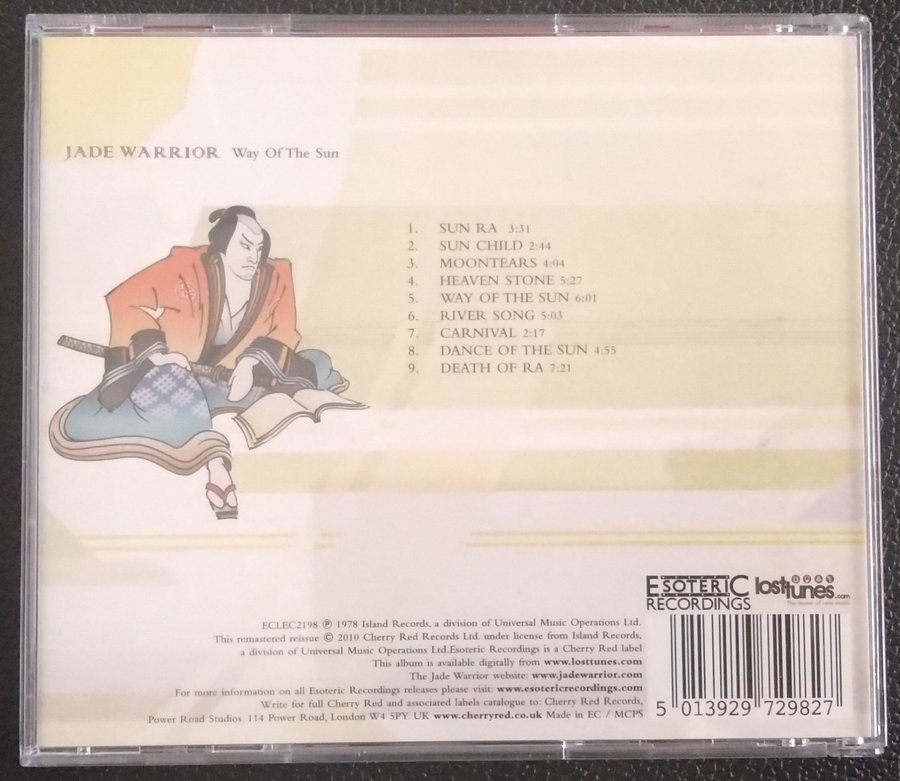 JADE WARRIOR Way Of The Sun
1. SUN RA 3:31
2. SUN CHILD 2:44
3. MOONTEARS 4:04
4. HEAVEN STONE 5:27
5. WAY OF THE SUN 6:01
6. RIVER SONG 5:03
7. CARNIVAL 2:17
8. DANCE OF THE SUN 4:55
9. DEATH OF RA 7:21
ESOTERIC
RECORDINGS
losttunes.com
ECLEC2198 ℗ 1978 Island Records, a division of Universal Music Operations Ltd.
This remastered reissue © 2010 Cherry Red Records Ltd. under license from Island Records,
a division of Universal Music Operations Ltd.Esoteric Recordings is a Cherry Red label
This album is available digitally from www.losttunes.com
The Jade Warrior website: www.jadewarrior.com
For more information on all Esoteric Recordings releases please visit: www.esotericrecordings.com
Write for full Cherry Red and associated labels catalogue to: Cherry Red Records,
Power Road Studios. 114 Power Road, London W4 5PY. UK www.cherryred.co.uk Made in EC / MCPS
5 013929 729827